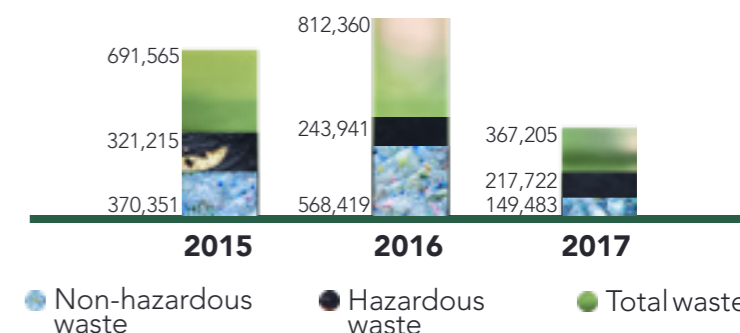 812,360
691,565
321,215
243,941
367,205
217,722
370,351
568,419
149,483
2015 2016 2017
Non-hazardous waste
Hazardous waste
Total waste